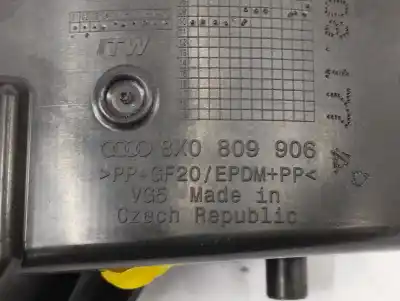 ITW
8X0 809 906
>PP-GF20/EPDM+PP<
VG5 Made in
Czech Republic